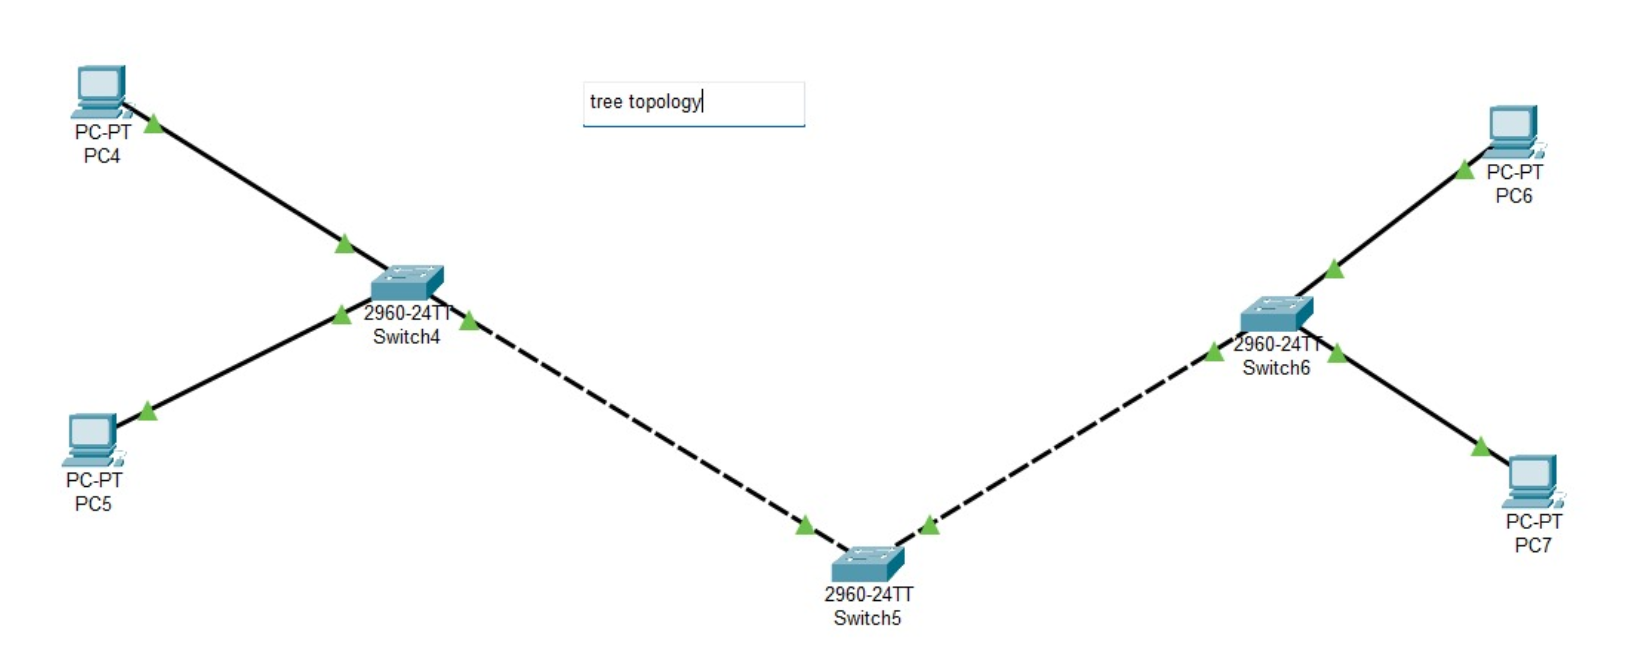 tree topology
PC-PT
PC4
PC-PT
PC6
2960-24TT
Switch4
2960-24TT
Switch6
PC-PT
PC5
PC-PT
PC7
2960-24TT
Switch5